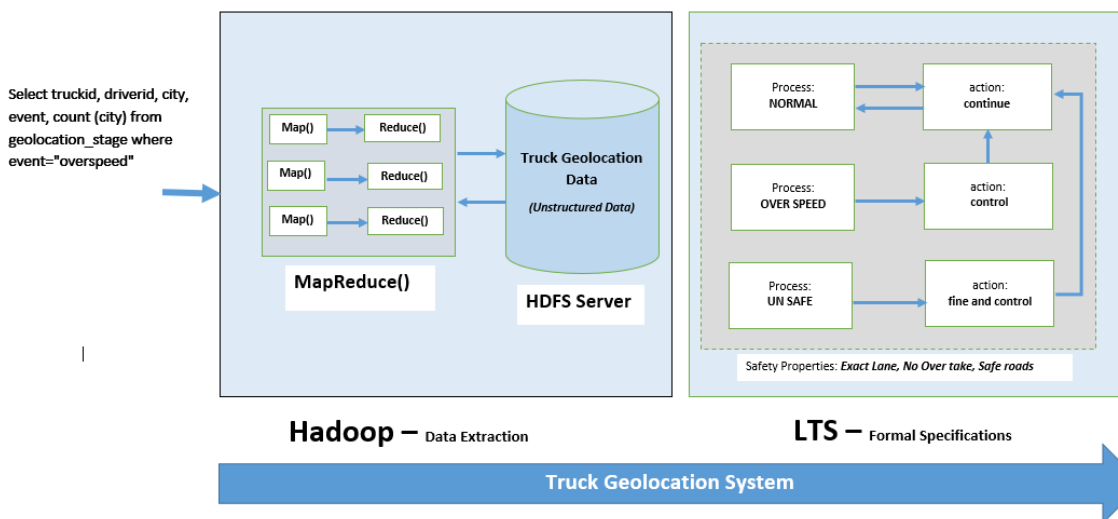 Select truckid, driverid, city,
event, count (city) from
geolocation_stage where
event="overspeed"
Map()
Reduce()
Map()
Reduce()
Map()
Reduce()
MapReduce()
Truck Geolocation
Data
(Unstructured Data)
HDFS Server
Process:
NORMAL
action:
continue
Process:
OVER SPEED
action:
control
Process:
UN SAFE
action:
fine and control
Safety Properties: Exact Lane, No Over take, Safe roads
Hadoop – Data Extraction
LTS – Formal Specifications
Truck Geolocation System